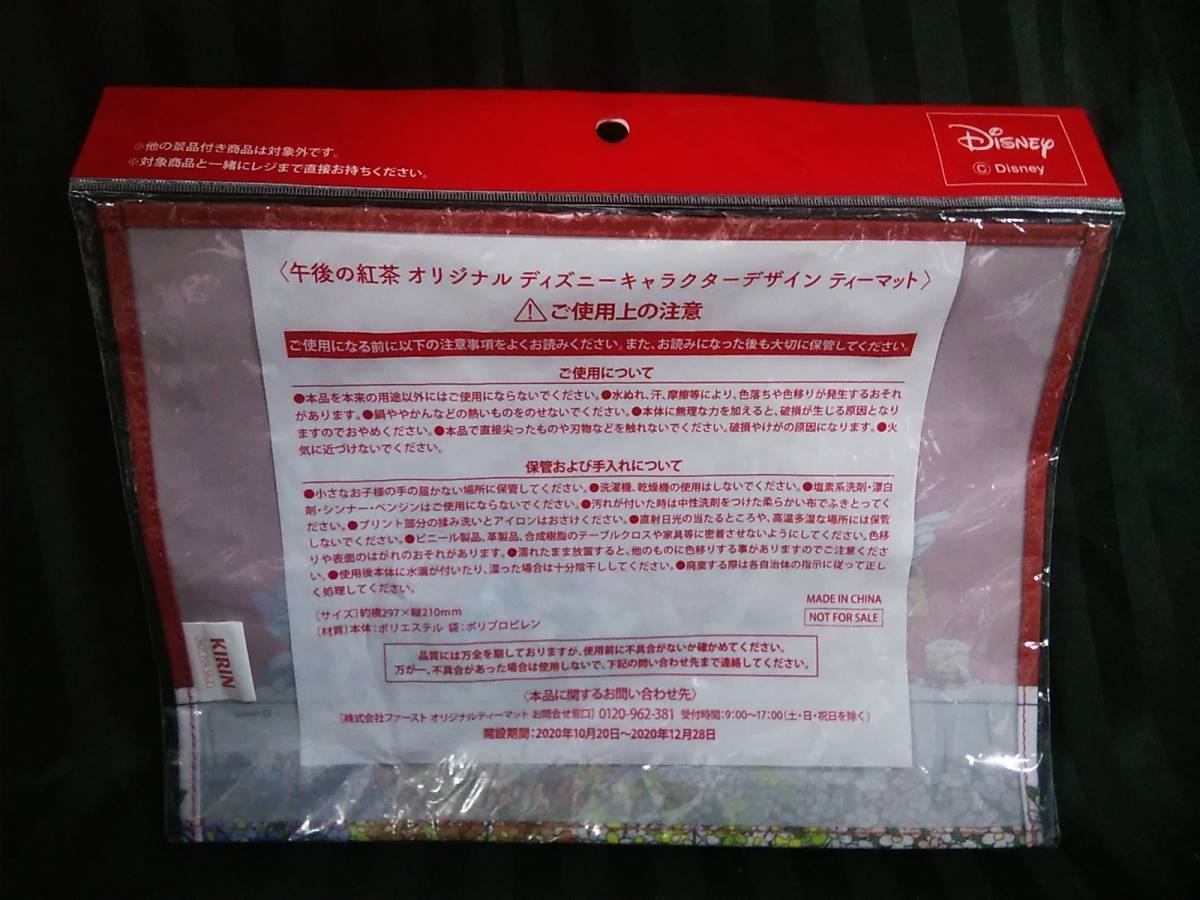 ※他の景品付き商品は対象外です。
※対象商品と一緒にレジまで直接お持ちください。
Disney
© Disney
〈午後の紅茶 オリジナル ディズニーキャラクターデザイン ティーマット〉
⚠ご使用上の注意
ご使用になる前に以下の注意事項をよくお読みください。また、お読みになった後も大切に保管してください。
ご使用について
●本品を本来の用途以外にはご使用にならないでください。●水ぬれ、汗、摩擦等により、色落ちや色移りが発生するおそれ
があります。●鍋ややかんなどの熱いものをのせないでください。●本体に無理な力を加えると、破損が生じる原因となり
ますのでおやめください。●本品で直接尖ったものや刃物などを触れないでください。破損やけがの原因になります。●火
気に近づけないでください。
保管および手入れについて
●小さなお子様の手の届かない場所に保管してください。●洗濯機、乾燥機の使用はしないでください。●塩素系洗剤・漂白
剤・シンナー・ベンジンはご使用にならないでください。●汚れが付いた時は中性洗剤をつけた柔らかい布でふきとってく
ださい。●プリント部分の揉み洗いとアイロンはおさけください。●直射日光の当たるところや、高温多湿な場所には保管
しないでください。●ビニール製品、革製品、合成樹脂のテーブルクロスや家具等に密着させないようにしてください。色移
りや表面のはがれのおそれがあります。●濡れたまま放置すると、他のものに色移りする事がありますのでご注意くださ
い。●使用後本体に水滴が付いたり、湿った場合は十分陰干ししてください。●廃棄する際は各自治体の指示に従って正し
く処理してください。
[サイズ]約横297×縦210mm
[材質]本体:ポリエステル 袋:ポリプロピレン
MADE IN CHINA
NOT FOR SALE
品質には万全を期しておりますが、使用前に不具合がないか確かめてください。
万が一、不具合があった場合は使用しないで、下記の問い合わせ先まで連絡してください。
〈本品に関するお問い合わせ先〉
[株式会社ファースト オリジナルティーマット お問合せ窓口] 0120-962-381 受付時間:9:00〜17:00(土・日・祝日を除く)
開設期間:2020年10月20日〜2020年12月28日
KIRIN